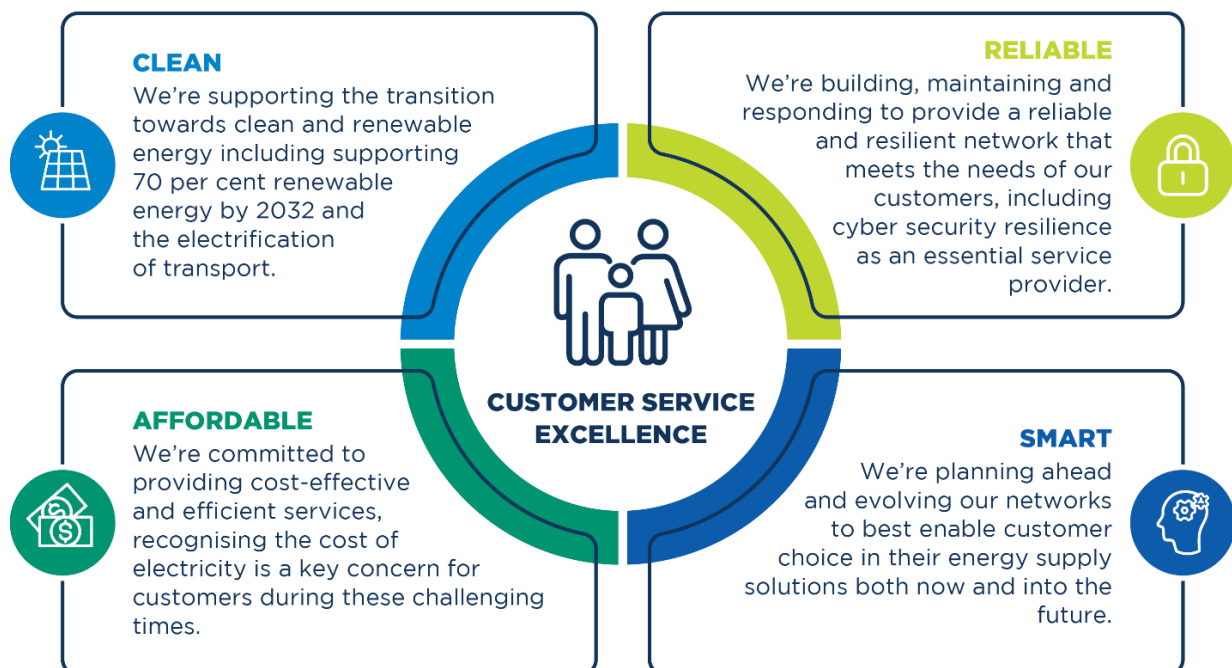 CLEAN
We’re supporting the transition
towards clean and renewable
energy including supporting
70 per cent renewable
energy by 2032 and
the electrification
of transport.
RELIABLE
We’re building, maintaining and
responding to provide a reliable
and resilient network that
meets the needs of our
customers, including
cyber security resilience
as an essential service
provider.
CUSTOMER SERVICE
EXCELLENCE
AFFORDABLE
We’re committed to
providing cost-effective
and efficient services,
recognising the cost of
electricity is a key concern for
customers during these challenging
times.
SMART
We’re planning ahead
and evolving our networks
to best enable customer
choice in their energy supply
solutions both now and into the
future.